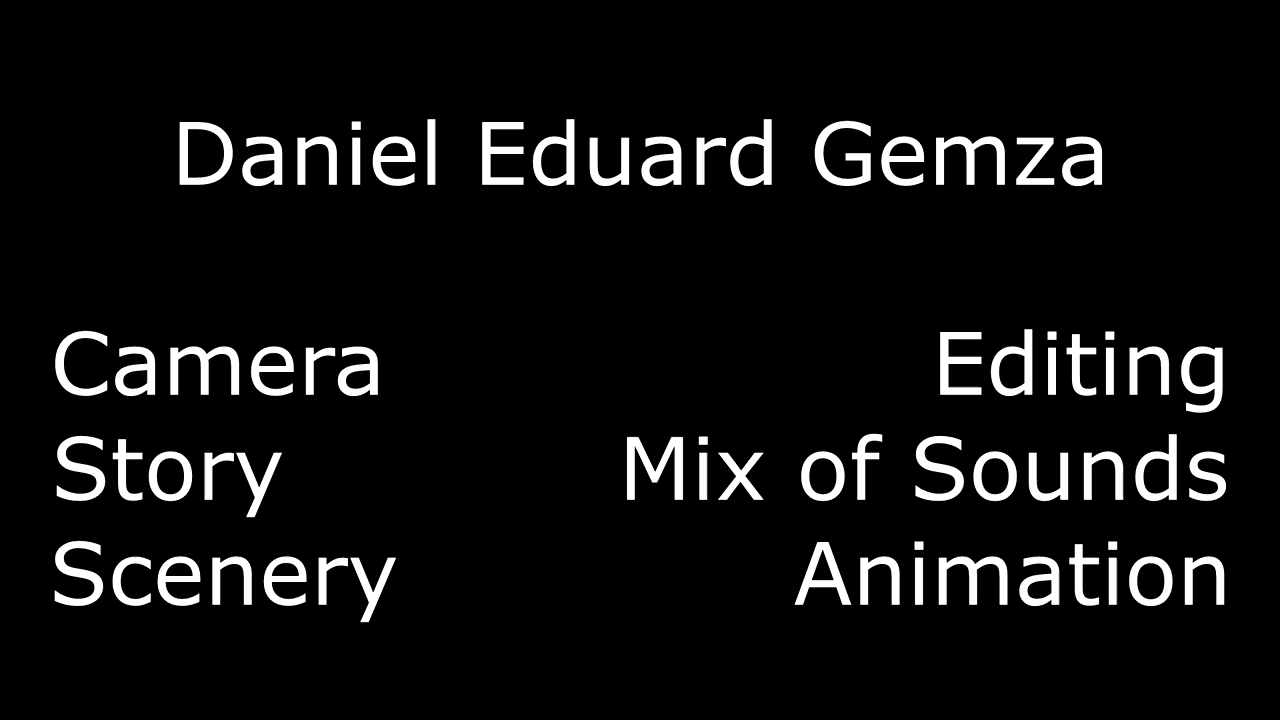 Daniel Eduard Gemza
Camera Editing
Story Mix of Sounds
Scenery Animation